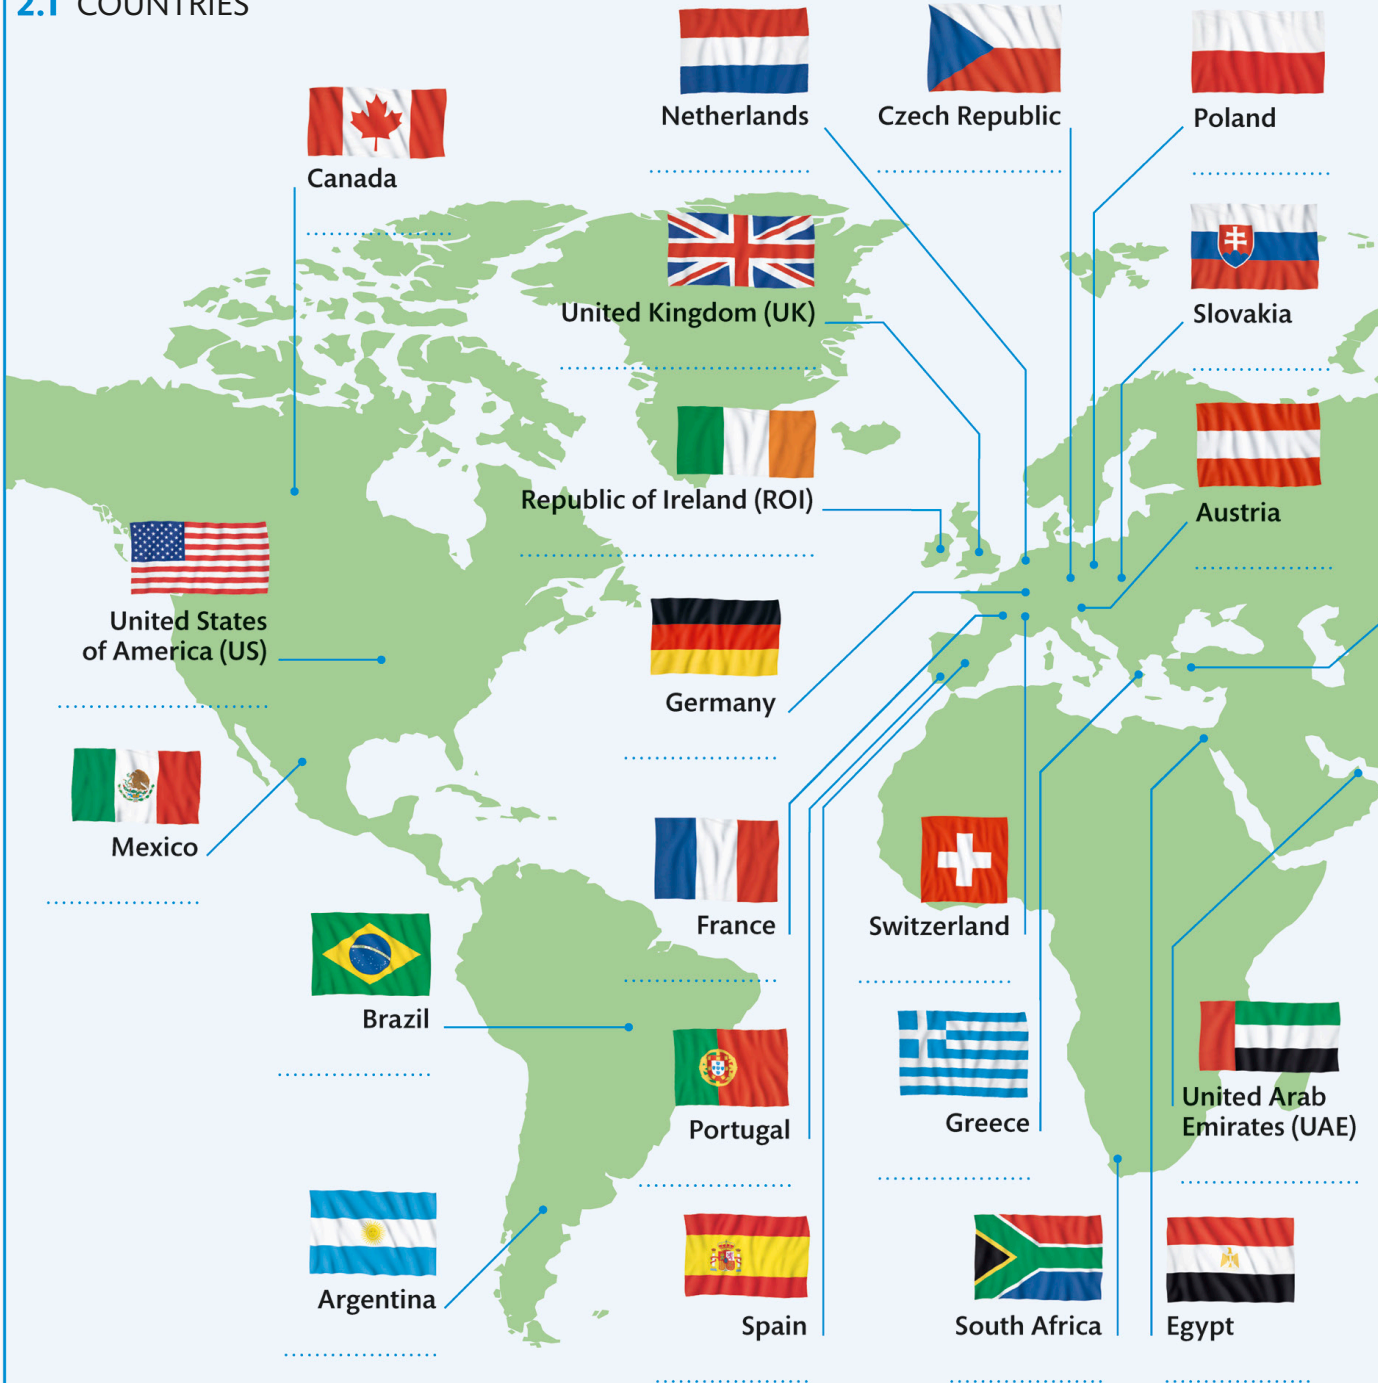 2.1 COUNTRIES
Netherlands
Czech Republic
Poland
Canada
United Kingdom (UK)
Slovakia
Republic of Ireland (ROI)
Austria
United States
of America (US)
Germany
Mexico
France
Switzerland
Brazil
Portugal
Greece
United Arab
Emirates (UAE)
Argentina
Spain
South Africa
Egypt